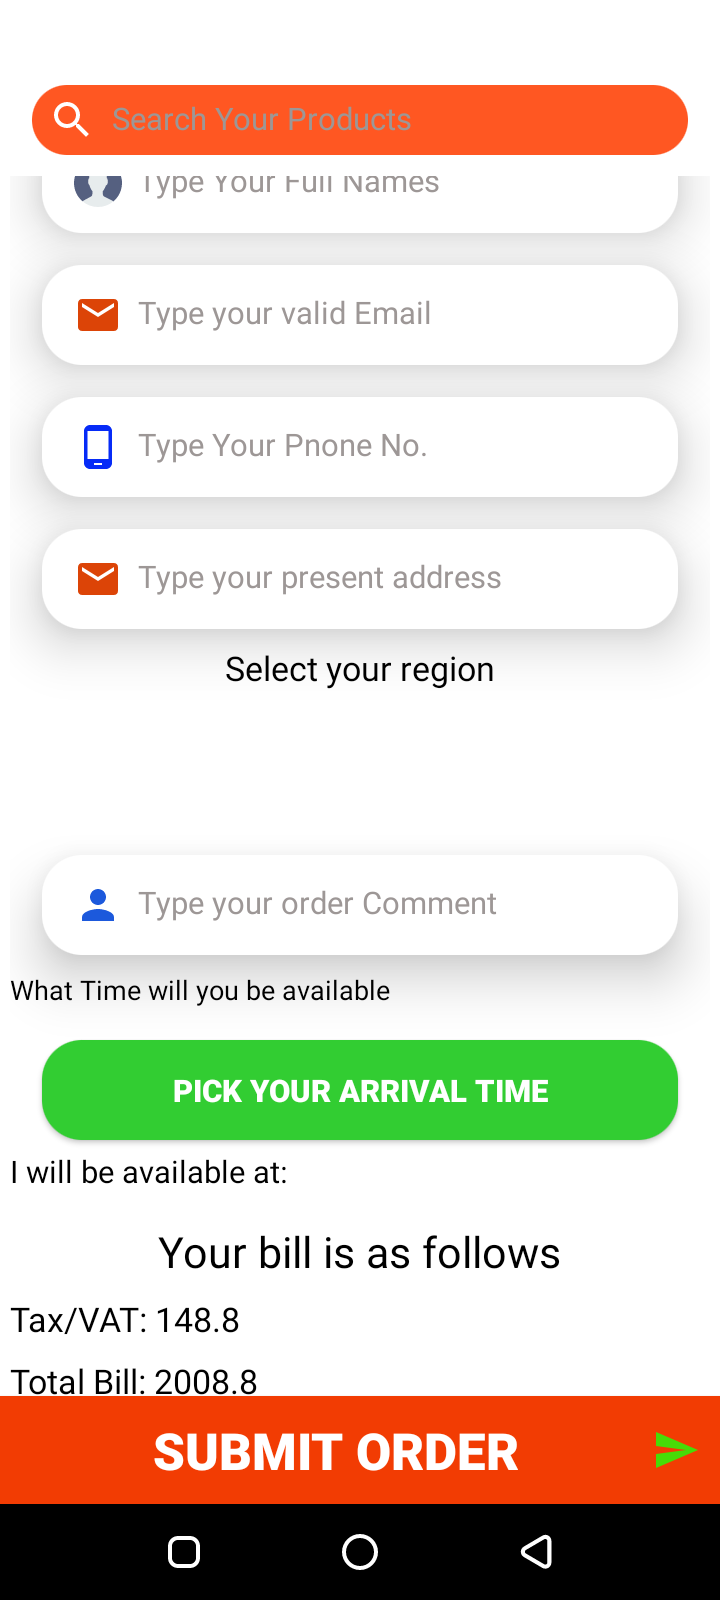 Search Your Products
Type Your Full Names
Type your valid Email
Type Your Pnone No.
Type your present address
Select your region
Type your order Comment
What Time will you be available
PICK YOUR ARRIVAL TIME
I will be available at:
Your bill is as follows
Tax/VAT: 148.8
Total Bill: 2008.8
SUBMIT ORDER